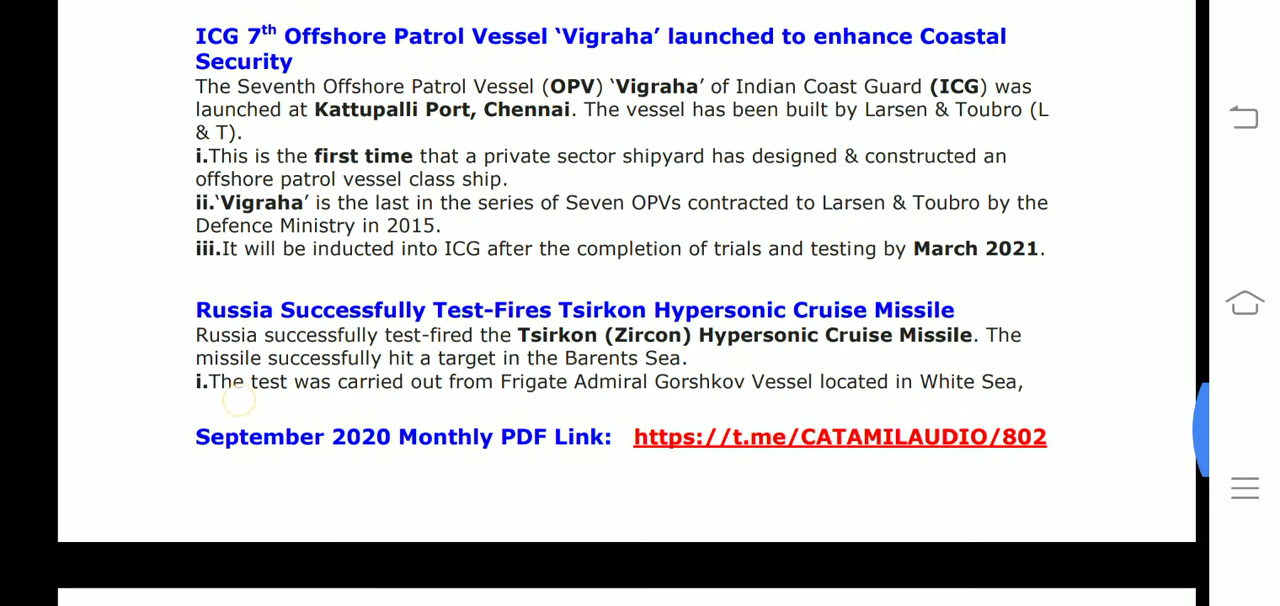 ICG 7th Offshore Patrol Vessel ‘Vigraha’ launched to enhance Coastal
Security
The Seventh Offshore Patrol Vessel (OPV) ‘Vigraha’ of Indian Coast Guard (ICG) was
launched at Kattupalli Port, Chennai. The vessel has been built by Larsen & Toubro (L
& T).
i.This is the first time that a private sector shipyard has designed & constructed an
offshore patrol vessel class ship.
ii.‘Vigraha’ is the last in the series of Seven OPVs contracted to Larsen & Toubro by the
Defence Ministry in 2015.
iii.It will be inducted into ICG after the completion of trials and testing by March 2021.
Russia Successfully Test-Fires Tsirkon Hypersonic Cruise Missile
Russia successfully test-fired the Tsirkon (Zircon) Hypersonic Cruise Missile. The
missile successfully hit a target in the Barents Sea.
i.The test was carried out from Frigate Admiral Gorshkov Vessel located in White Sea,
September 2020 Monthly PDF Link: https://t.me/CATAMILAUDIO/802